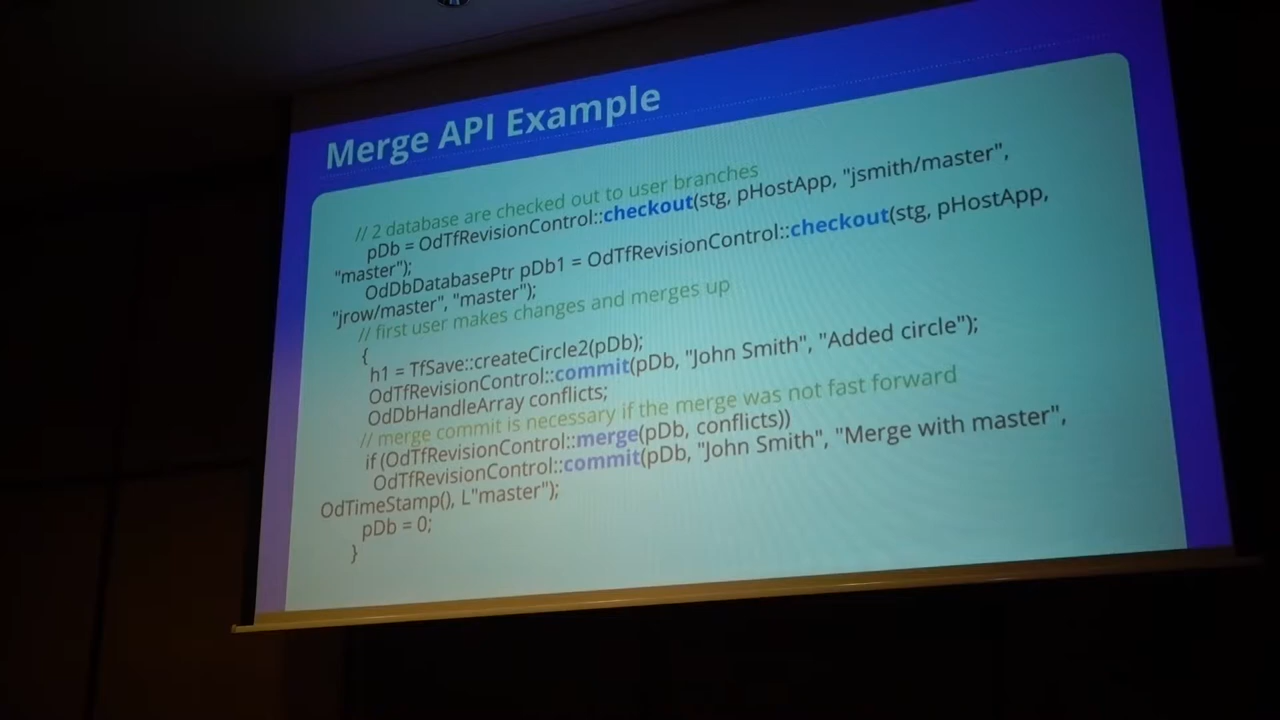 Merge API Example
// 2 database are checked out to user branches
pDb = OdTfRevisionControl::checkout(stg, pHostApp, "jsmith/master",
"master");
OdDbDatabasePtr pDb1 = OdTfRevisionControl::checkout(stg, pHostApp,
"jrow/master", "master");
// first user makes changes and merges up
{
h1 = TfSave::createCircle2(pDb);
OdTfRevisionControl::commit(pDb, "John Smith", "Added circle");
OdDbHandleArray conflicts;
// merge commit is necessary if the merge was not fast forward
if (OdTfRevisionControl::merge(pDb, conflicts))
OdTfRevisionControl::commit(pDb, "John Smith", "Merge with master",
OdTimeStamp(), L"master");
pDb = 0;
}